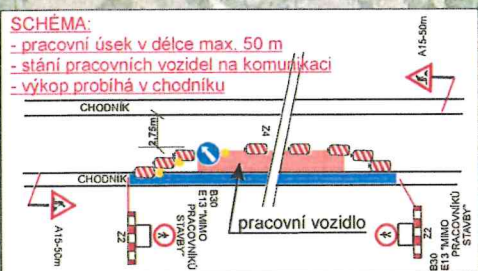 SCHÉMA:
- pracovní úsek v délce max. 50 m
- stání pracovních vozidel na komunikaci
- výkop probíhá v chodníku
A15-50m
CHODNÍK
2,75m
Z4
CHODNÍK
A15-50m
Z2
B30
E13 "MIMO
PRACOVNÍKŮ
STAVBY"
pracovní vozidlo
Z2
B30
E13 "MIMO
PRACOVNÍKŮ
STAVBY"